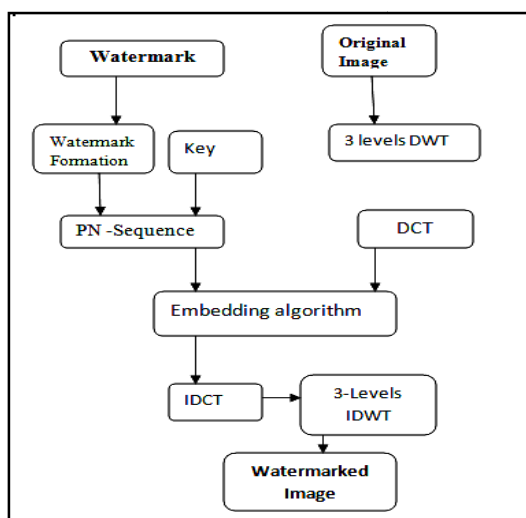 Watermark
Original
Image
Watermark
Formation
Key
3 levels DWT
PN -Sequence
DCT
Embedding algorithm
IDCT
3-Levels
IDWT
Watermarked
Image